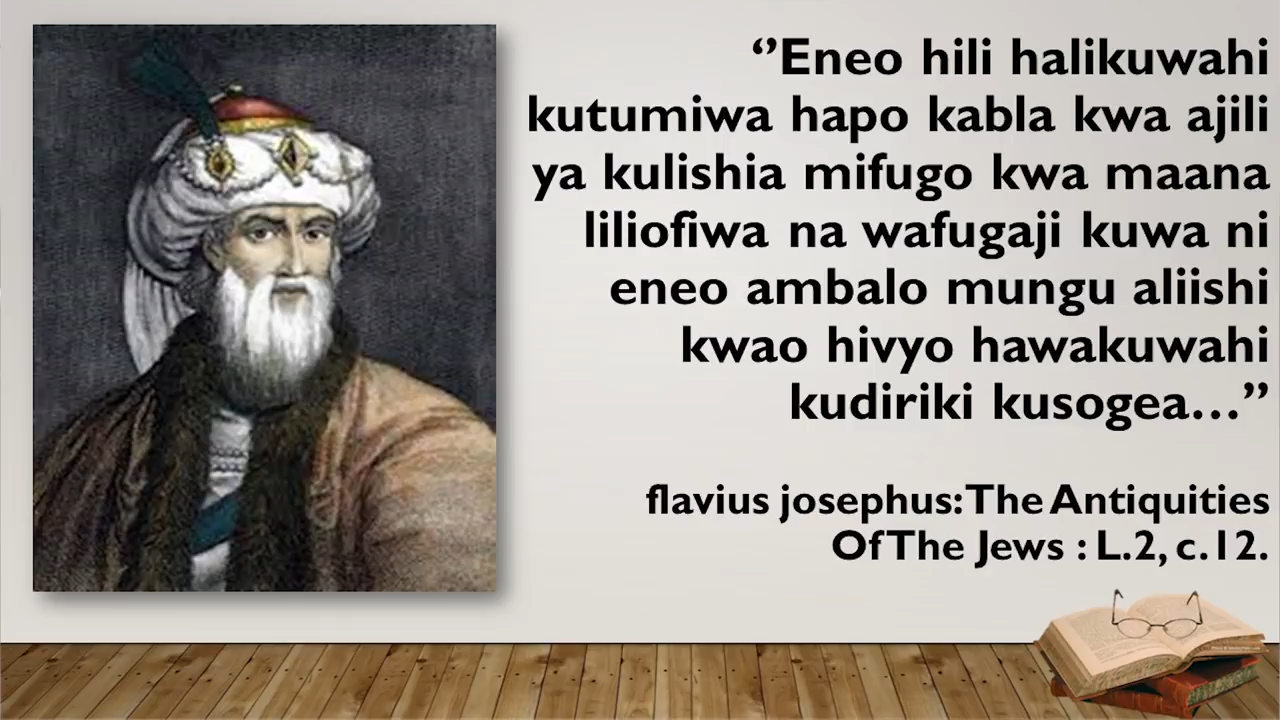 ‘’Eneo hili halikuwahi
kutumiwa hapo kabla kwa ajili
ya kulishia mifugo kwa maana
liliofiwa na wafugaji kuwa ni
eneo ambalo mungu aliishi
kwao hivyo hawakuwahi
kudiriki kusogea…’’
flavius josephus: The Antiquities
Of The Jews : L.2, c.12.